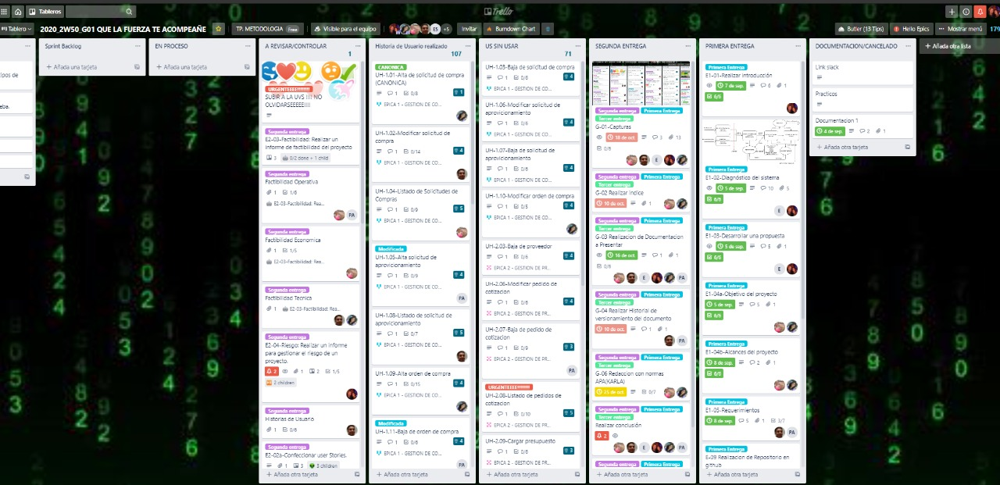 Tableros
Trello
Tablero
2020_2W50_G01 QUE LA FUERZA TE ACOMPEAÑE
TP. METODOLOGIA Free
Visible para el equipo
ES +5
Invitar
Burndown Chart
Butler (13 Tips)
Hello Epics
Mostrar menú
179
ipos de
eba.
Sprint Backlog
+ Añada una tarjeta
EN PROCESO
+ Añada una tarjeta
A REVISAR/CONTROLAR
1
URGENTEEE!!!!!!!!!
SUBIR A LA UVS !!!! NO
OLVIDARSEEEEE!!!!
Segunda entrega
E2-03-Factibilidad: Realizar un
informe de factibilidad del proyecto
3 0/2 done + 1 child
Segunda entrega
Factibilidad Operativa
1 1/6
E2-03-Factibilidad: Rea...
PA
Segunda entrega
Factibilidad Economica
1 1/5
E2-03-Factibilidad: Rea...
Segunda entrega
Factibilidad Tecnica
1 E2-03-Factibilidad: Rea...
Segunda entrega
E2-04-Riesgo: Realizar un informe
para gestionar el riesgo de un
proyecto.
2 1 2 1/5
2 children
Segunda entrega
Historias de Usuario
1 0/6
Segunda entrega
E2-02a-Confeccionar user Stories.
1 3 3 children
+ Añada otra tarjeta
Historia de Usuario realizado
107
CANONICA
UH-1.01-Alta de solicitud de compra
(CANONICA)
1 0/8 1
EPICA 1 - GESTION DE CO...
UH-1.02-Modificar solicitud de
compra
1 0/14 4
EPICA 1 - GESTION DE CO...
UH-1.04-Listado de Solicitudes de
Compras
1 0/9 5
EPICA 1 - GESTION DE CO...
Modificada
UH-1.05-Alta solicitud de
aprovicionamiento
1 0/9 4
EPICA 1 - GESTION DE CO...
PA
UH-1.08-Listado de solicitud de
aprovicionamiento
1 0/7 5
EPICA 1 - GESTION DE CO...
UH-1.09-Alta orden de compra
1 0/15 4
EPICA 1 - GESTION DE CO...
Modificada
UH-1.11-Baja de orden de compra
1 0/6 4
EPICA 1 - GESTION DE CO...
PA
+ Añada otra tarjeta
US SIN USAR
71
UH-1.03-Baja de solicitud de compra
1 0/6 4
EPICA 1 - GESTION DE CO...
UH-1.06-Modificar solicitud de
aprovicionamiento
1 0/6 4
EPICA 1 - GESTION DE CO...
UH-1.07-Baja de solicitud de
aprovicionamiento
1 0/6 4
EPICA 1 - GESTION DE CO...
UH-1.10-Modificar orden de compra
1 0/5 4
EPICA 1 - GESTION DE CO...
UH-2.03-Baja de proveedor
1 0/6 4
EPICA 2 - GESTION DE PR...
UH-2.06-Modificar pedido de
cotizacion
1 0/6 4
EPICA 2 - GESTION DE PR...
UH-2.07-Baja de pedido de
cotizacion
1 0/9 3
EPICA 2 - GESTION DE PR...
PA
URGENTEEE!!!!!!!!!
UH-2.08-Listado de pedidos de
cotizacion
1 0/10 5
EPICA 2 - GESTION DE PR...
UH-2.09-Cargar presupuesto
1 0/6 3
EPICA 2 - GESTION DE PR...
+ Añada otra tarjeta
SEGUNDA ENTREGA
Segunda entrega Primera Entrega
Tercer entrega
G-01-Capturas
18 de oct. 3 13
0/6
E
Segunda entrega Primera Entrega
G-02 Realizar indice
10 de oct. 1
Segunda entrega Primera Entrega
Tercer entrega
G-03 Realizacion de Documentacion
a Presentar
16 de oct. 1 1
0/6
E PA
Segunda entrega Primera Entrega
Tercer entrega
G-04 Realizar Historial de
versionamiento del documento
10 de oct. 1 1
PA
Segunda entrega Primera Entrega
Tercer entrega
G-06 Redaccion con normas
APA(KARLA)
25 de oct. 0/7
Segunda entrega Primera Entrega
Tercer entrega
Realizar conclusión
2
E PA
+ Añada otra tarjeta
PRIMERA ENTREGA
Primera Entrega
E1-01-Realizar introducción
7 de sep. 6 1
6/6
Primera Entrega
E1-02-Diagnóstico del sistema
5 de sep. 10 5
8/8
E
Primera Entrega
E1-03-Desarrollar una propuesta
5 de sep. 5 1
6/6
E
Primera Entrega
E1-04a-Objetivo del proyecto
5 de sep. 5 1
6/6
Primera Entrega
E1-04b-Alcances del proyecto
8 de sep. 2 1
6/6
Primera Entrega
E1-05-Requerimientos
8 de sep. 5 1 3/7
PA
Primera Entrega
E-09 Realizacion de Repositorio en
github
+ Añada otra tarjeta
DOCUMENTACION/CANCELADO
Link slack
Practicos
Documentacion 1
4 de sep. 2 1
+ Añada otra tarjeta
+ Añada otra lista